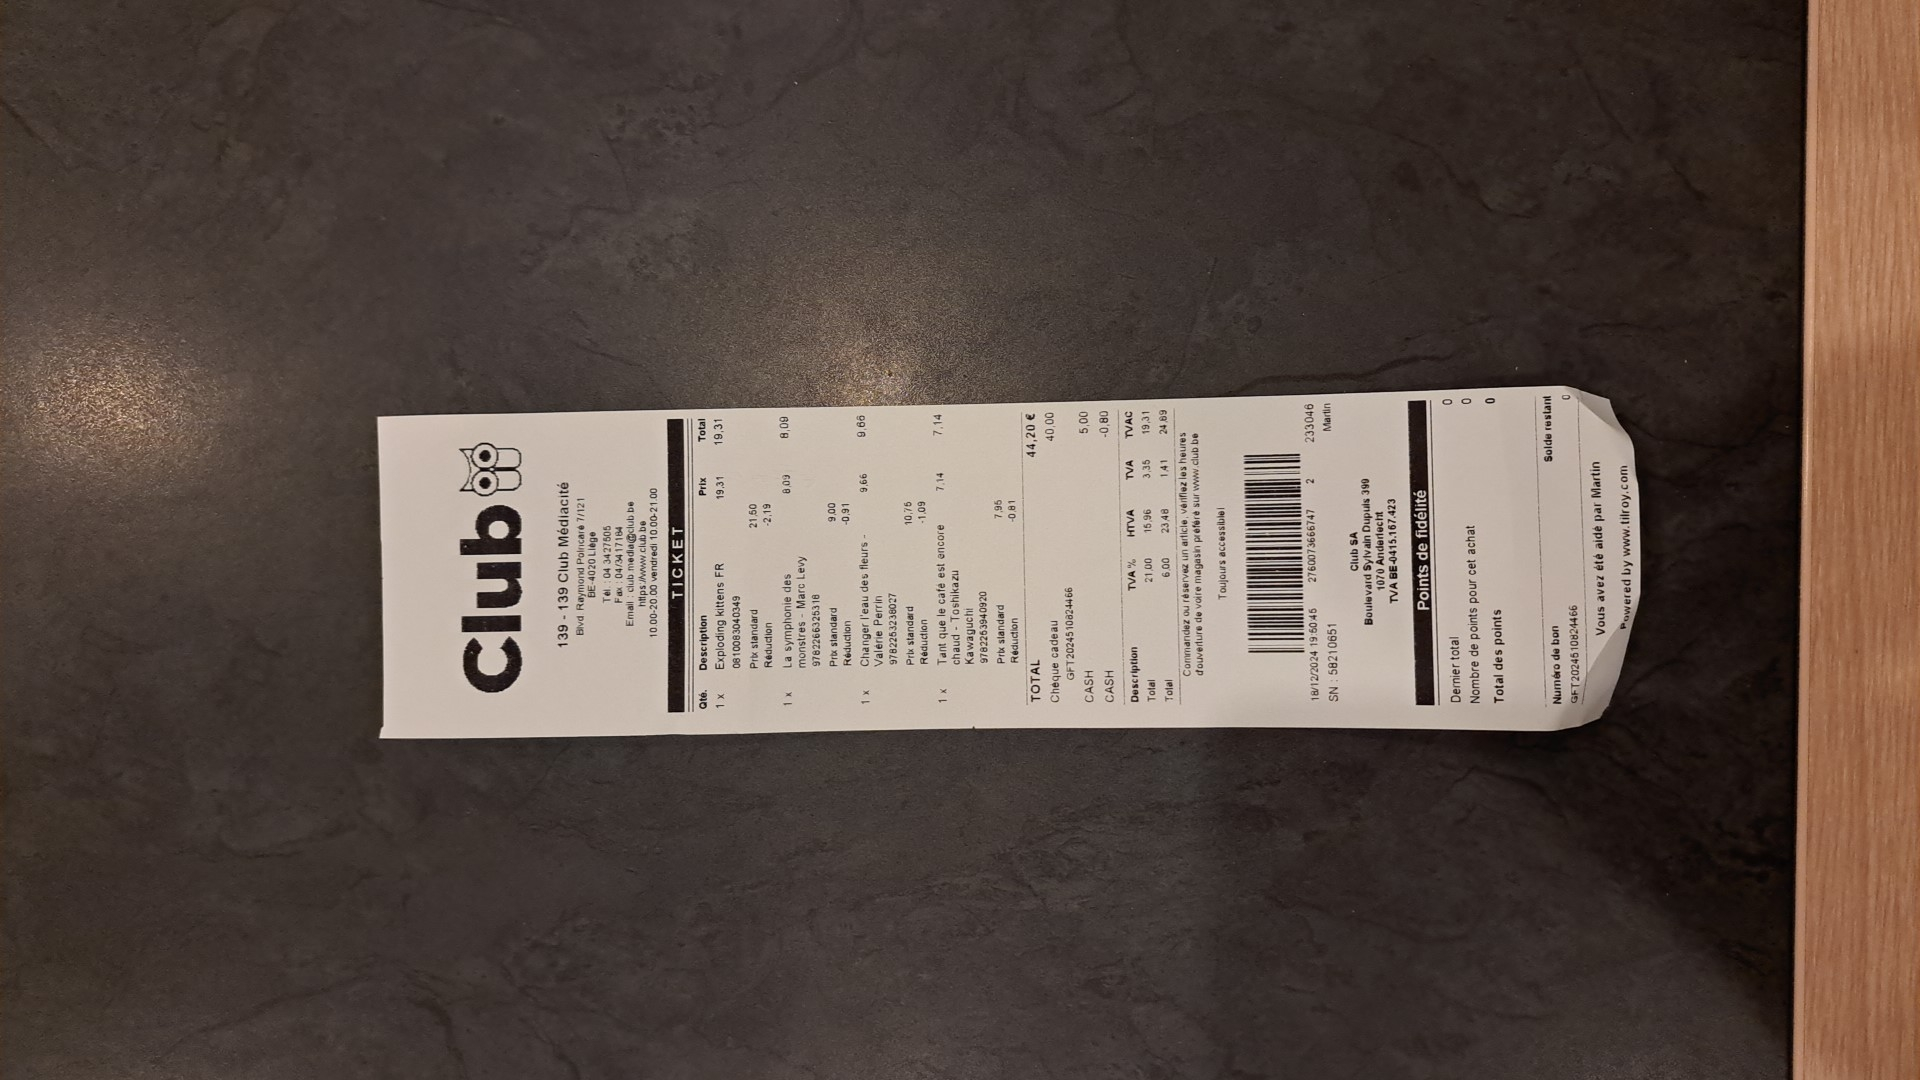 Club
139 - 139 Club Médiacité
Blvd Raymond Poincaré 7/121
BE-4020 Liège
Tél : 04 3427505
Fax : 04/3417184
Email : club.media@club.be
https://www.club.be
10.00-20.00 vendredi 10.00-21.00
TICKET
Qté. Description Prix Total
1 x Exploding kittens FR 19,31 19,31
0810083040349
Prix standard 21,50
Réduction -2,19
1 x La symphonie des 8,09 8,09
monstres - Marc Levy
9782266325318
Prix standard 9,00
Réduction -0,91
1 x Changer l'eau des fleurs - 9,66 9,66
Valérie Perrin
9782253238027
Prix standard 10,75
Réduction -1,09
1 x Tant que le café est encore 7,14 7,14
chaud - Toshikazu
Kawaguchi
9782253940920
Prix standard 7,95
Réduction -0,81
TOTAL 44,20 €
Chèque cadeau 40,00
GFT2024510824466
CASH 5,00
CASH -0,80
Description TVA % HTVA TVA TVAC
Total 21,00 15,96 3,35 19,31
Total 6,00 23,48 1,41 24,89
Commandez ou réservez un article, vérifiez les heures
d'ouverture de votre magasin préféré sur www.club.be
Toujours accessible!
18/12/2024 19:50:45 2760073666747 2 233046
SN : 58210651 Martin
Club SA
Boulevard Sylvain Dupuis 399
1070 Anderlecht
TVA BE-0415.167.423
Points de fidélité
Dernier total 0
Nombre de points pour cet achat 0
Total des points 0
Numéro de bon Solde restant
GFT2024510824466 0
Vous avez été aidé par Martin
Powered by www.tilroy.com